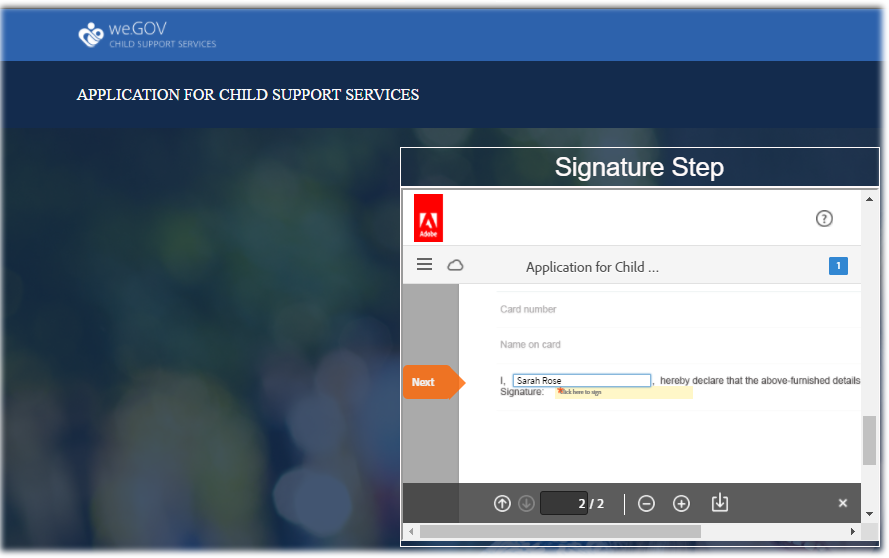 we.GOV
CHILD SUPPORT SERVICES
APPLICATION FOR CHILD SUPPORT SERVICES
Signature Step
Adobe
?
Application for Child ...
1
Card number
Name on card
Next
I, Sarah Rose , hereby declare that the above-furnished details
Signature: Click here to sign
2 / 2